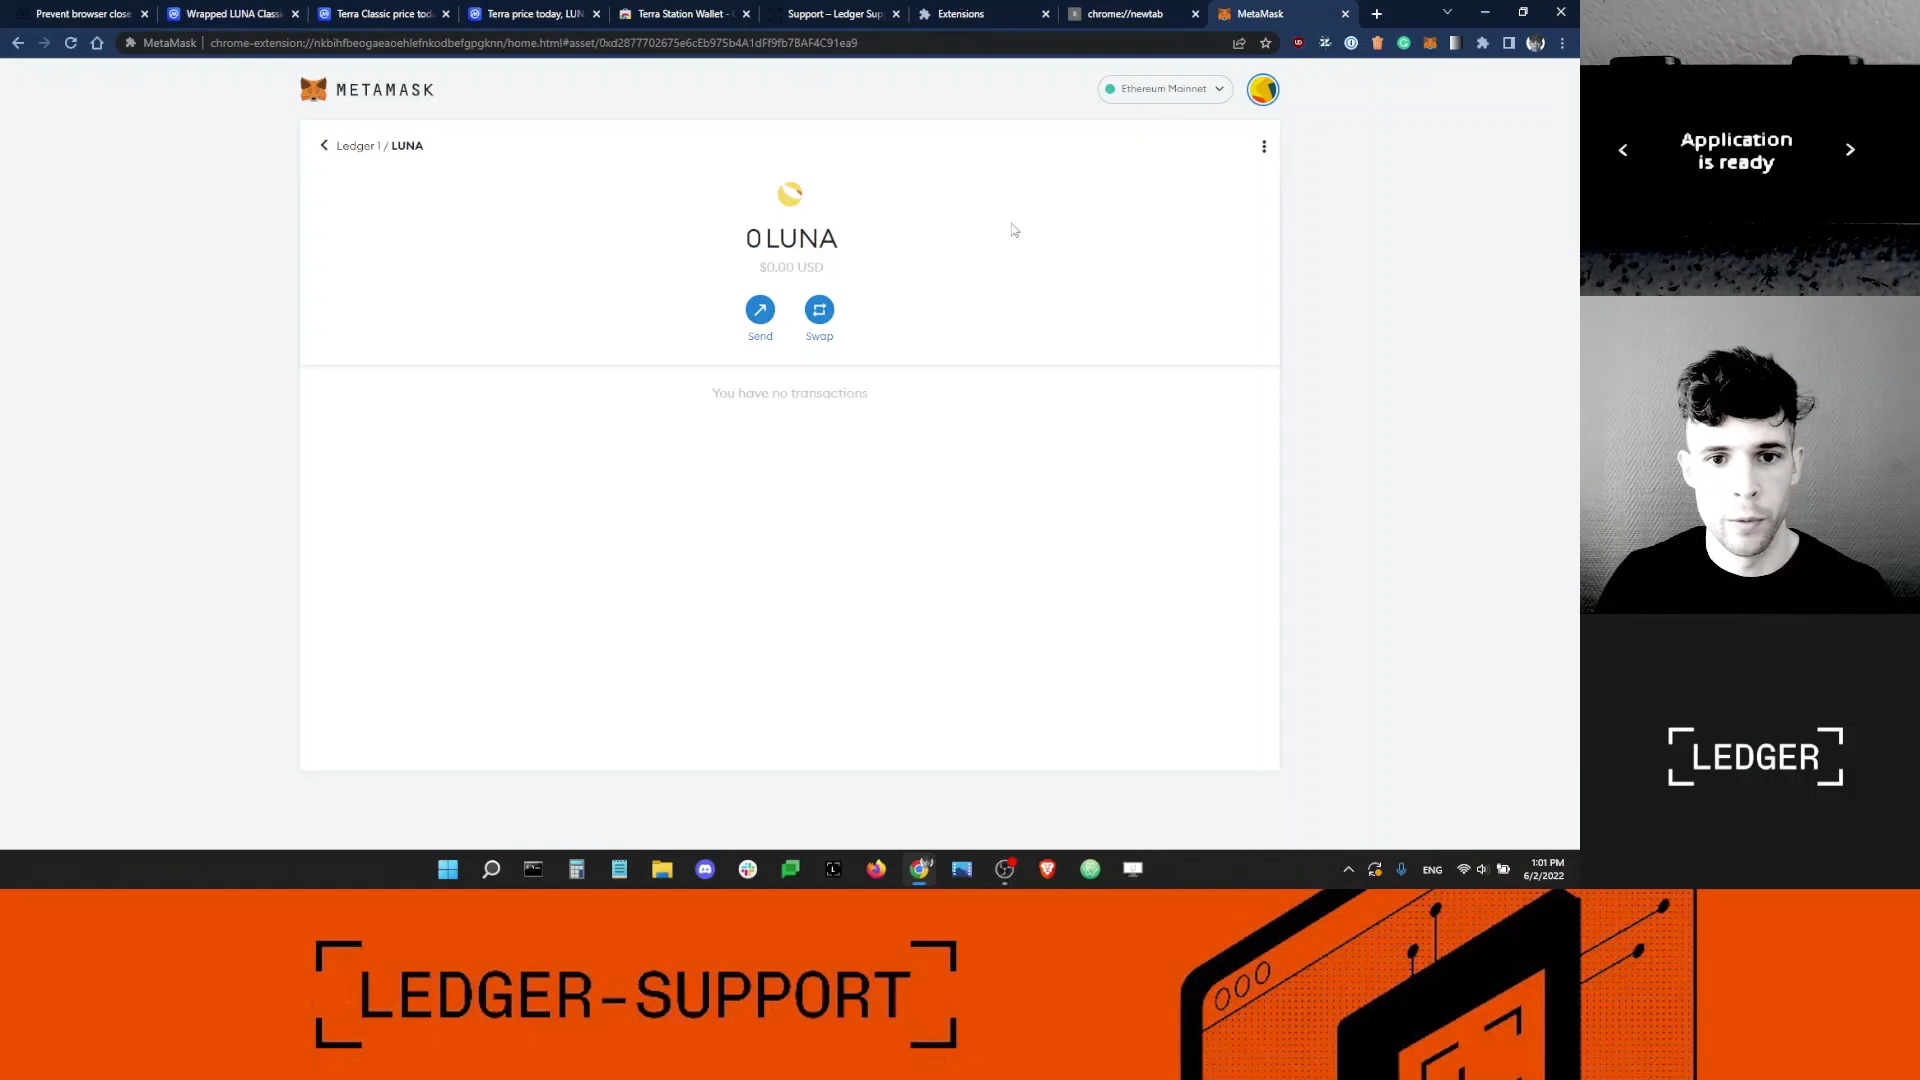 Prevent browser close
Wrapped LUNA Classi
Terra Classic price tod
Terra price today, LUN
Terra Station Wallet -
Support – Ledger Sup
Extensions
chrome://newtab
MetaMask
MetaMask
chrome-extension://nkbihfbeogaeaoehlefnkodbefgpgknn/home.html#asset/0xd2877702675e6cEb975b4A1dFf9fb7BAF4C91ea9
METAMASK
Ethereum Mainnet
Ledger 1 / LUNA
0 LUNA
$0.00 USD
Send
Swap
You have no transactions
Application
is ready
LEDGER
ENG
1:01 PM
6/2/2022
LEDGER-SUPPORT